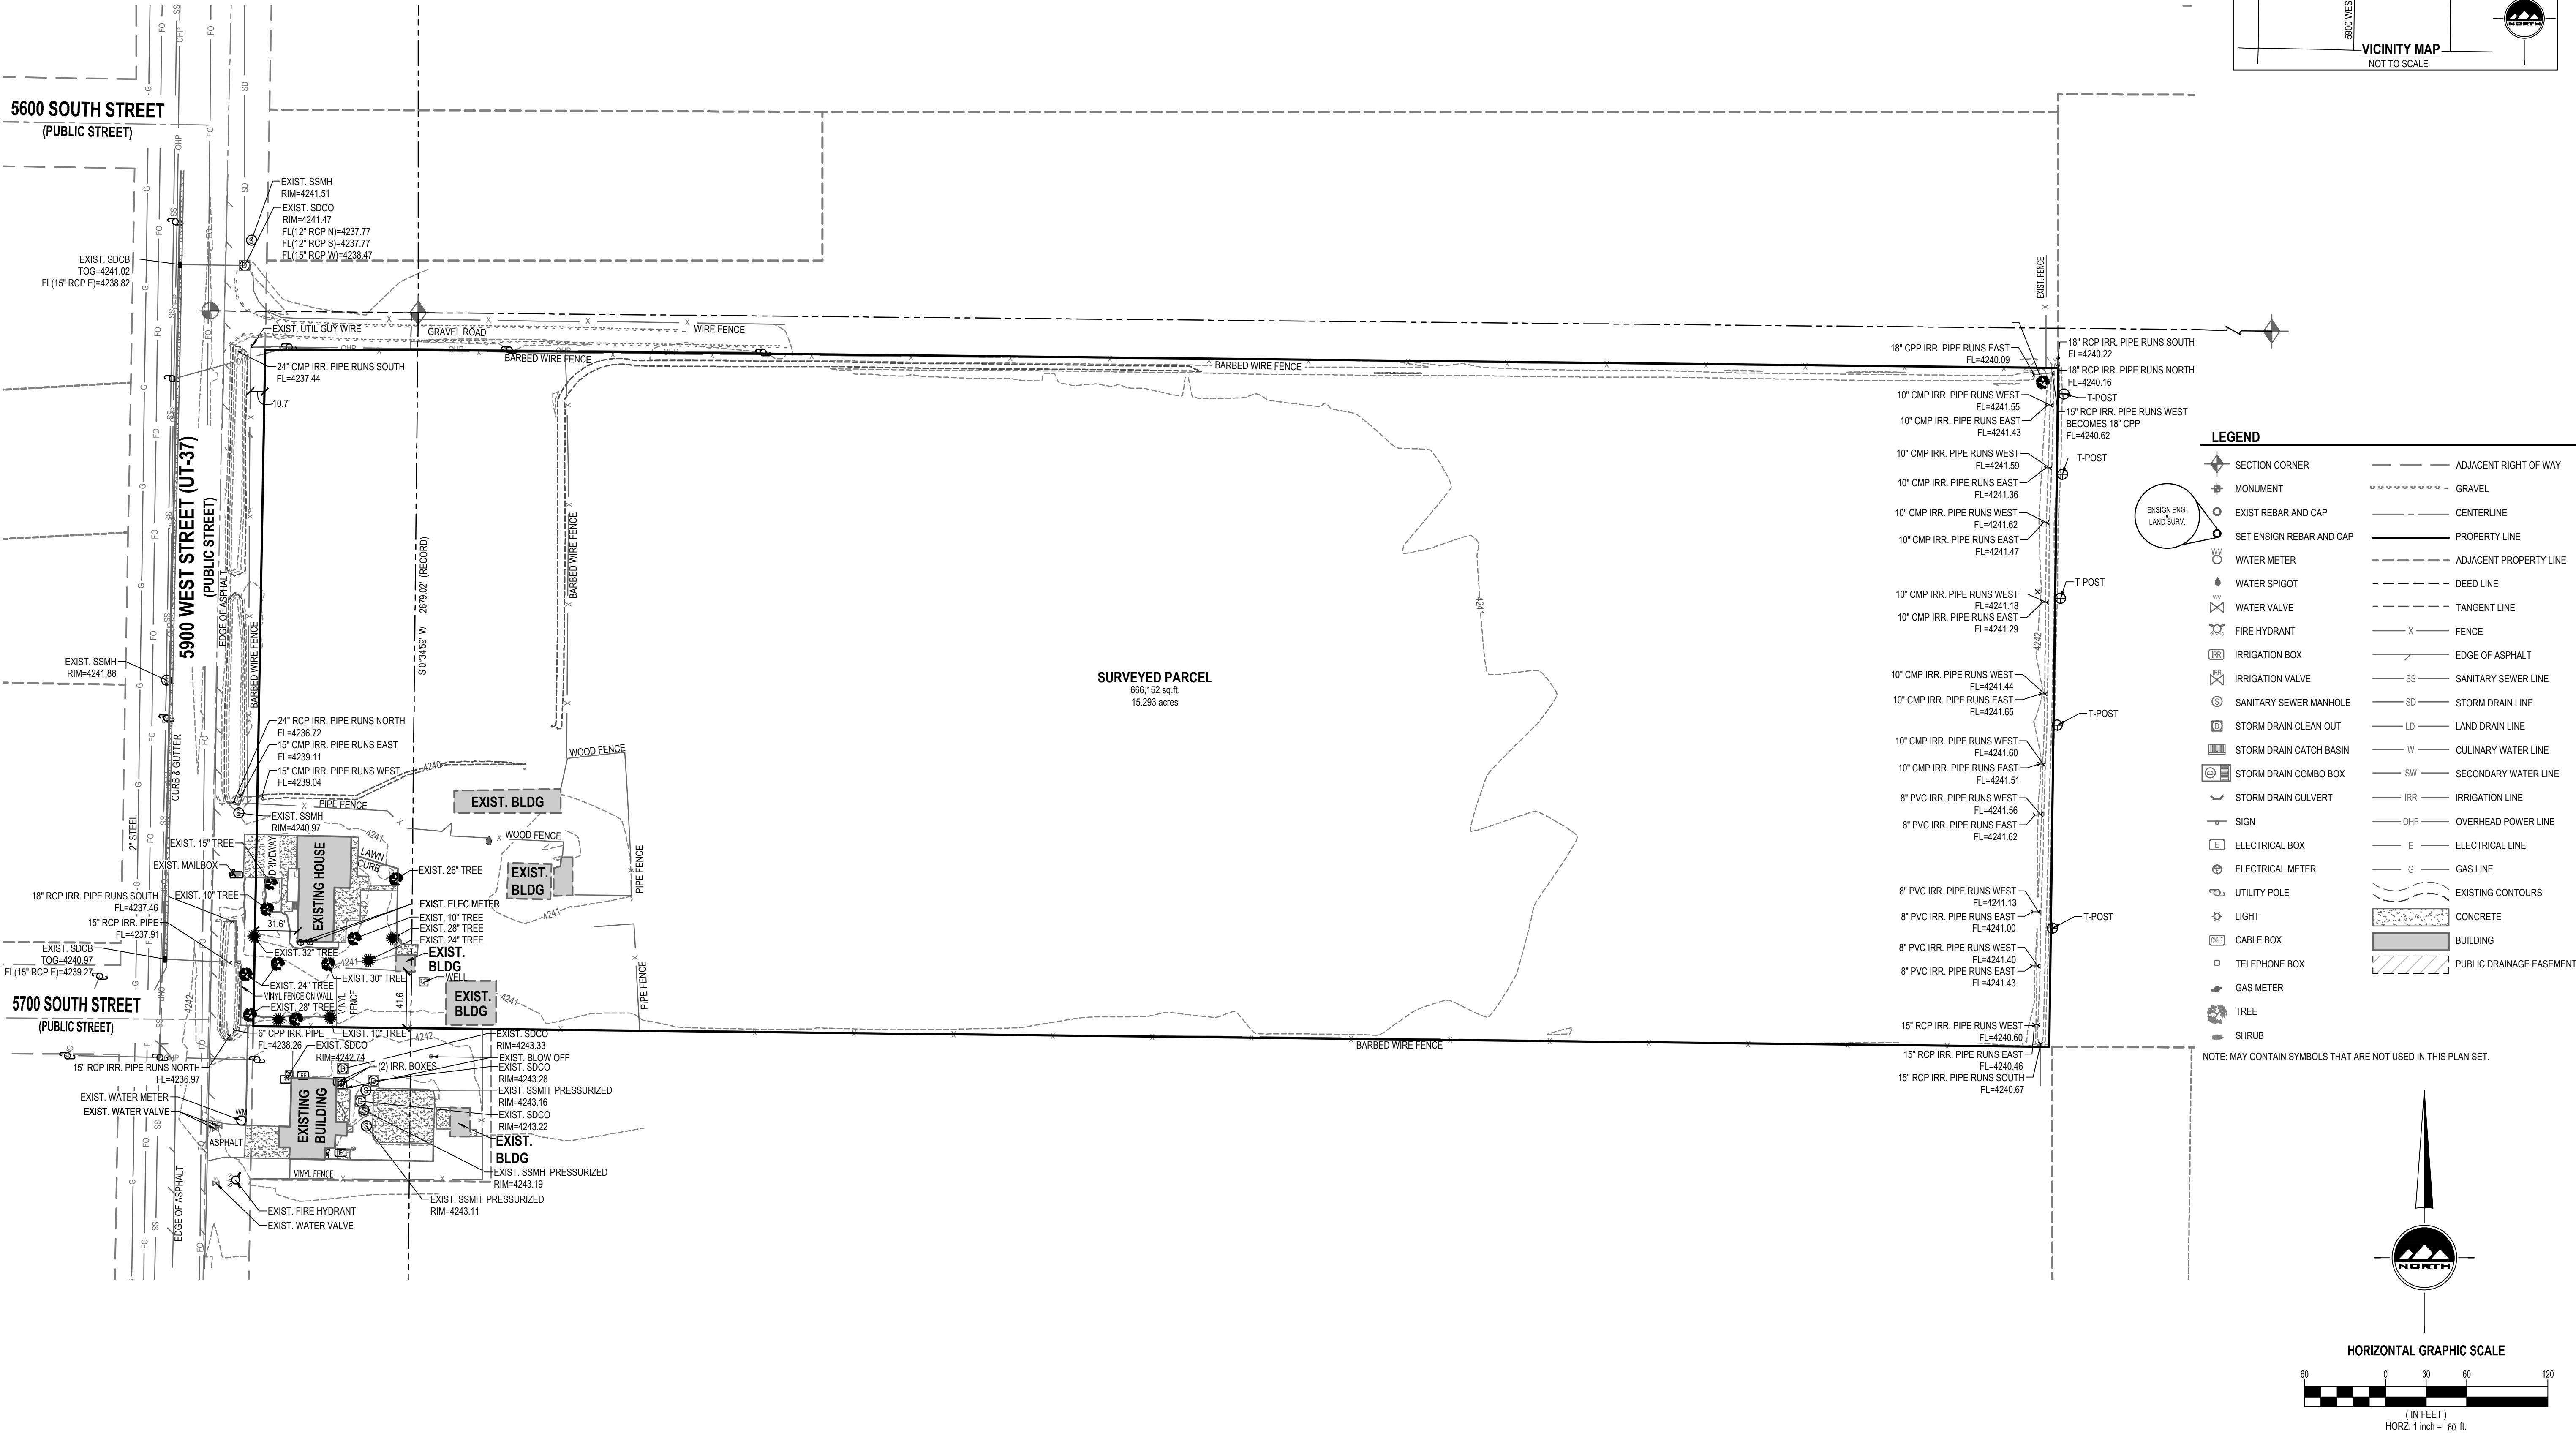 5900 WES
NORTH
VICINITY MAP
NOT TO SCALE
5600 SOUTH STREET
(PUBLIC STREET)
EXIST. SSMH
RIM=4241.51
EXIST. SDCO
RIM=4241.47
FL(12" RCP N)=4237.77
FL(12" RCP S)=4237.77
FL(15" RCP W)=4238.47
EXIST. SDCB
TOG=4241.02
FL(15" RCP E)=4238.82
EXIST. UTIL GUY WIRE
GRAVEL ROAD
WIRE FENCE
BARBED WIRE FENCE
BARBED WIRE FENCE
24" CMP IRR. PIPE RUNS SOUTH
FL=4237.44
10.7'
EXIST. FENCE
18" CPP IRR. PIPE RUNS EAST
FL=4240.09
18" RCP IRR. PIPE RUNS SOUTH
FL=4240.22
18" RCP IRR. PIPE RUNS NORTH
FL=4240.16
T-POST
15" RCP IRR. PIPE RUNS WEST
BECOMES 18" CPP
FL=4240.62
T-POST
T-POST
T-POST
T-POST
10" CMP IRR. PIPE RUNS WEST
FL=4241.55
10" CMP IRR. PIPE RUNS EAST
FL=4241.43
10" CMP IRR. PIPE RUNS WEST
FL=4241.59
10" CMP IRR. PIPE RUNS EAST
FL=4241.36
10" CMP IRR. PIPE RUNS WEST
FL=4241.62
10" CMP IRR. PIPE RUNS EAST
FL=4241.47
10" CMP IRR. PIPE RUNS WEST
FL=4241.18
10" CMP IRR. PIPE RUNS EAST
FL=4241.29
4242
10" CMP IRR. PIPE RUNS WEST
FL=4241.44
10" CMP IRR. PIPE RUNS EAST
FL=4241.65
10" CMP IRR. PIPE RUNS WEST
FL=4241.60
10" CMP IRR. PIPE RUNS EAST
FL=4241.51
8" PVC IRR. PIPE RUNS WEST
FL=4241.56
8" PVC IRR. PIPE RUNS EAST
FL=4241.62
8" PVC IRR. PIPE RUNS WEST
FL=4241.13
8" PVC IRR. PIPE RUNS EAST
FL=4241.00
8" PVC IRR. PIPE RUNS WEST
FL=4241.40
8" PVC IRR. PIPE RUNS EAST
FL=4241.43
15" RCP IRR. PIPE RUNS WEST
FL=4240.60
15" RCP IRR. PIPE RUNS EAST
FL=4240.46
15" RCP IRR. PIPE RUNS SOUTH
FL=4240.67
5900 WEST STREET (UT-37)
(PUBLIC STREET)
EDGE OF ASPHALT
BARBED WIRE FENCE
S 0°34'59" W 2679.02' (RECORD)
BARBED WIRE FENCE
4241
SURVEYED PARCEL
666,152 sq.ft.
15.293 acres
EXIST. SSMH
RIM=4241.88
CURB & GUTTER
2" STEEL
24" RCP IRR. PIPE RUNS NORTH
FL=4236.72
15" CMP IRR. PIPE RUNS EAST
FL=4239.11
15" CMP IRR. PIPE RUNS WEST
FL=4239.04
4240
WOOD FENCE
PIPE FENCE
EXIST. BLDG
EXIST. SSMH
RIM=4240.97
4241
WOOD FENCE
EXIST. 15" TREE
DRIVEWAY
EXISTING HOUSE
LAWN
CURB
EXIST. MAILBOX
EXIST. 26" TREE
EXIST.
BLDG
PIPE FENCE
18" RCP IRR. PIPE RUNS SOUTH
FL=4237.46
EXIST. 10" TREE
4242
EXIST. ELEC METER
EXIST. 10" TREE
EXIST. 28" TREE
EXIST. 24" TREE
4241
15" RCP IRR. PIPE
FL=4237.91
31.6'
EXIST. SDCB
TOG=4240.97
FL(15" RCP E)=4239.27
EXIST. 32" TREE
4241
EXIST.
BLDG
EXIST. 30" TREE
WELL
PIPE FENCE
EXIST. 24" TREE
VINYL FENCE ON WALL
VINYL
FENCE
41.6'
EXIST.
BLDG
4241
4242
5700 SOUTH STREET
(PUBLIC STREET)
EXIST. 28" TREE
EXIST. 10" TREE
4242
6" CPP IRR. PIPE
FL=4238.26
EXIST. SDCO
RIM=4242.74
EXIST. SDCO
RIM=4243.33
EXIST. BLOW OFF
(2) IRR. BOXES
EXIST. SDCO
RIM=4243.28
15" RCP IRR. PIPE RUNS NORTH
FL=4236.97
EXIST. SSMH PRESSURIZED
RIM=4243.16
EXIST. SDCO
RIM=4243.22
EXIST. WATER METER
EXIST. WATER VALVE
WM
EXISTING
BUILDING
EXIST.
BLDG
ASPHALT
VINYL FENCE
EXIST. SSMH PRESSURIZED
RIM=4243.19
EXIST. SSMH PRESSURIZED
RIM=4243.11
EXIST. FIRE HYDRANT
EXIST. WATER VALVE
EDGE OF ASPHALT
BARBED WIRE FENCE
LEGEND
ENSIGN ENG.
LAND SURV.
SECTION CORNER
MONUMENT
EXIST REBAR AND CAP
SET ENSIGN REBAR AND CAP
WM
WATER METER
WATER SPIGOT
WV
WATER VALVE
FIRE HYDRANT
IRR
IRRIGATION BOX
IRR
IRRIGATION VALVE
S
SANITARY SEWER MANHOLE
D
STORM DRAIN CLEAN OUT
STORM DRAIN CATCH BASIN
STORM DRAIN COMBO BOX
STORM DRAIN CULVERT
SIGN
E
ELECTRICAL BOX
ELECTRICAL METER
UTILITY POLE
LIGHT
CABLE BOX
TELEPHONE BOX
GAS METER
TREE
SHRUB
ADJACENT RIGHT OF WAY
GRAVEL
CENTERLINE
PROPERTY LINE
ADJACENT PROPERTY LINE
DEED LINE
TANGENT LINE
X FENCE
EDGE OF ASPHALT
SS SANITARY SEWER LINE
SD STORM DRAIN LINE
LD LAND DRAIN LINE
W CULINARY WATER LINE
SW SECONDARY WATER LINE
IRR IRRIGATION LINE
OHP OVERHEAD POWER LINE
E ELECTRICAL LINE
G GAS LINE
EXISTING CONTOURS
CONCRETE
BUILDING
PUBLIC DRAINAGE EASEMENT
NOTE: MAY CONTAIN SYMBOLS THAT ARE NOT USED IN THIS PLAN SET.
NORTH
HORIZONTAL GRAPHIC SCALE
60 0 30 60 120
( IN FEET )
HORZ: 1 inch = 60 ft.